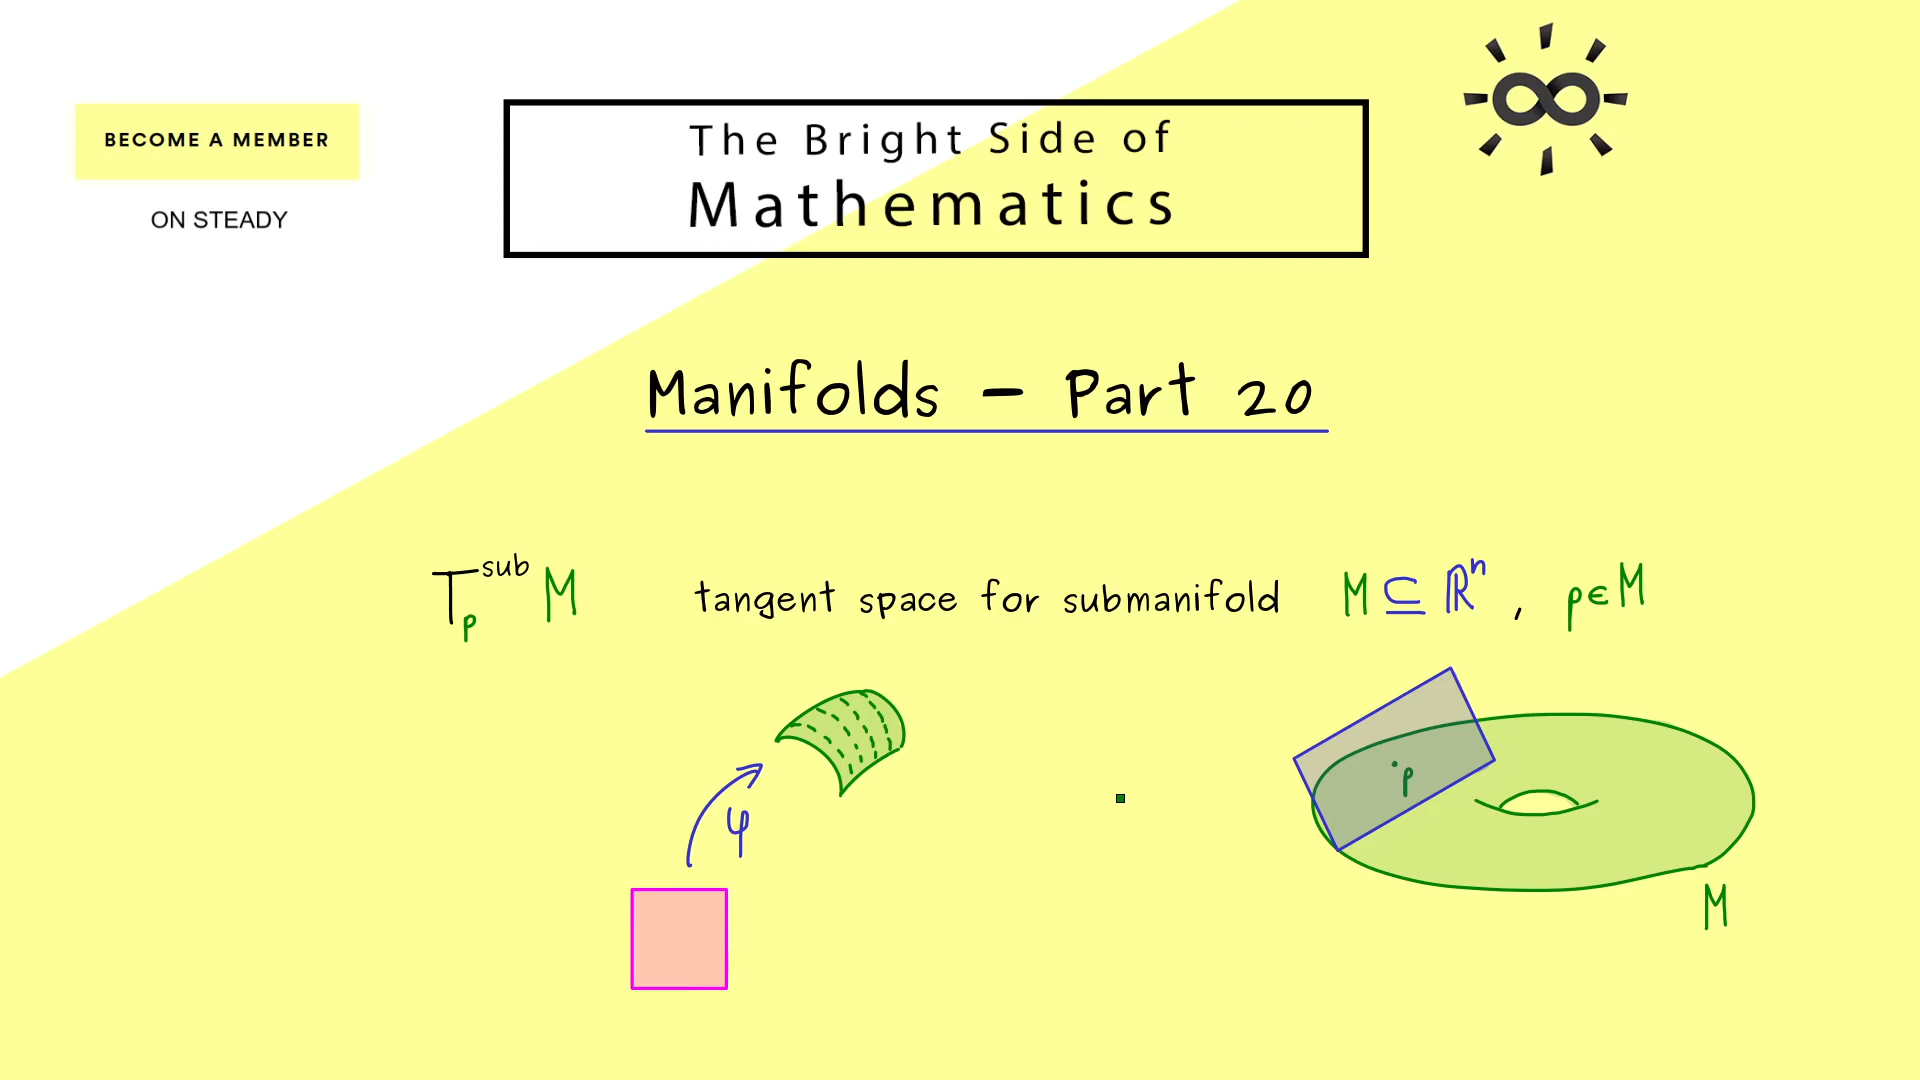 BECOME A MEMBER
ON STEADY
The Bright Side of
Mathematics
Manifolds - Part 20
T_p^sub M tangent space for submanifold M ⊆ ℝ^n , p∈M
φ
p
M